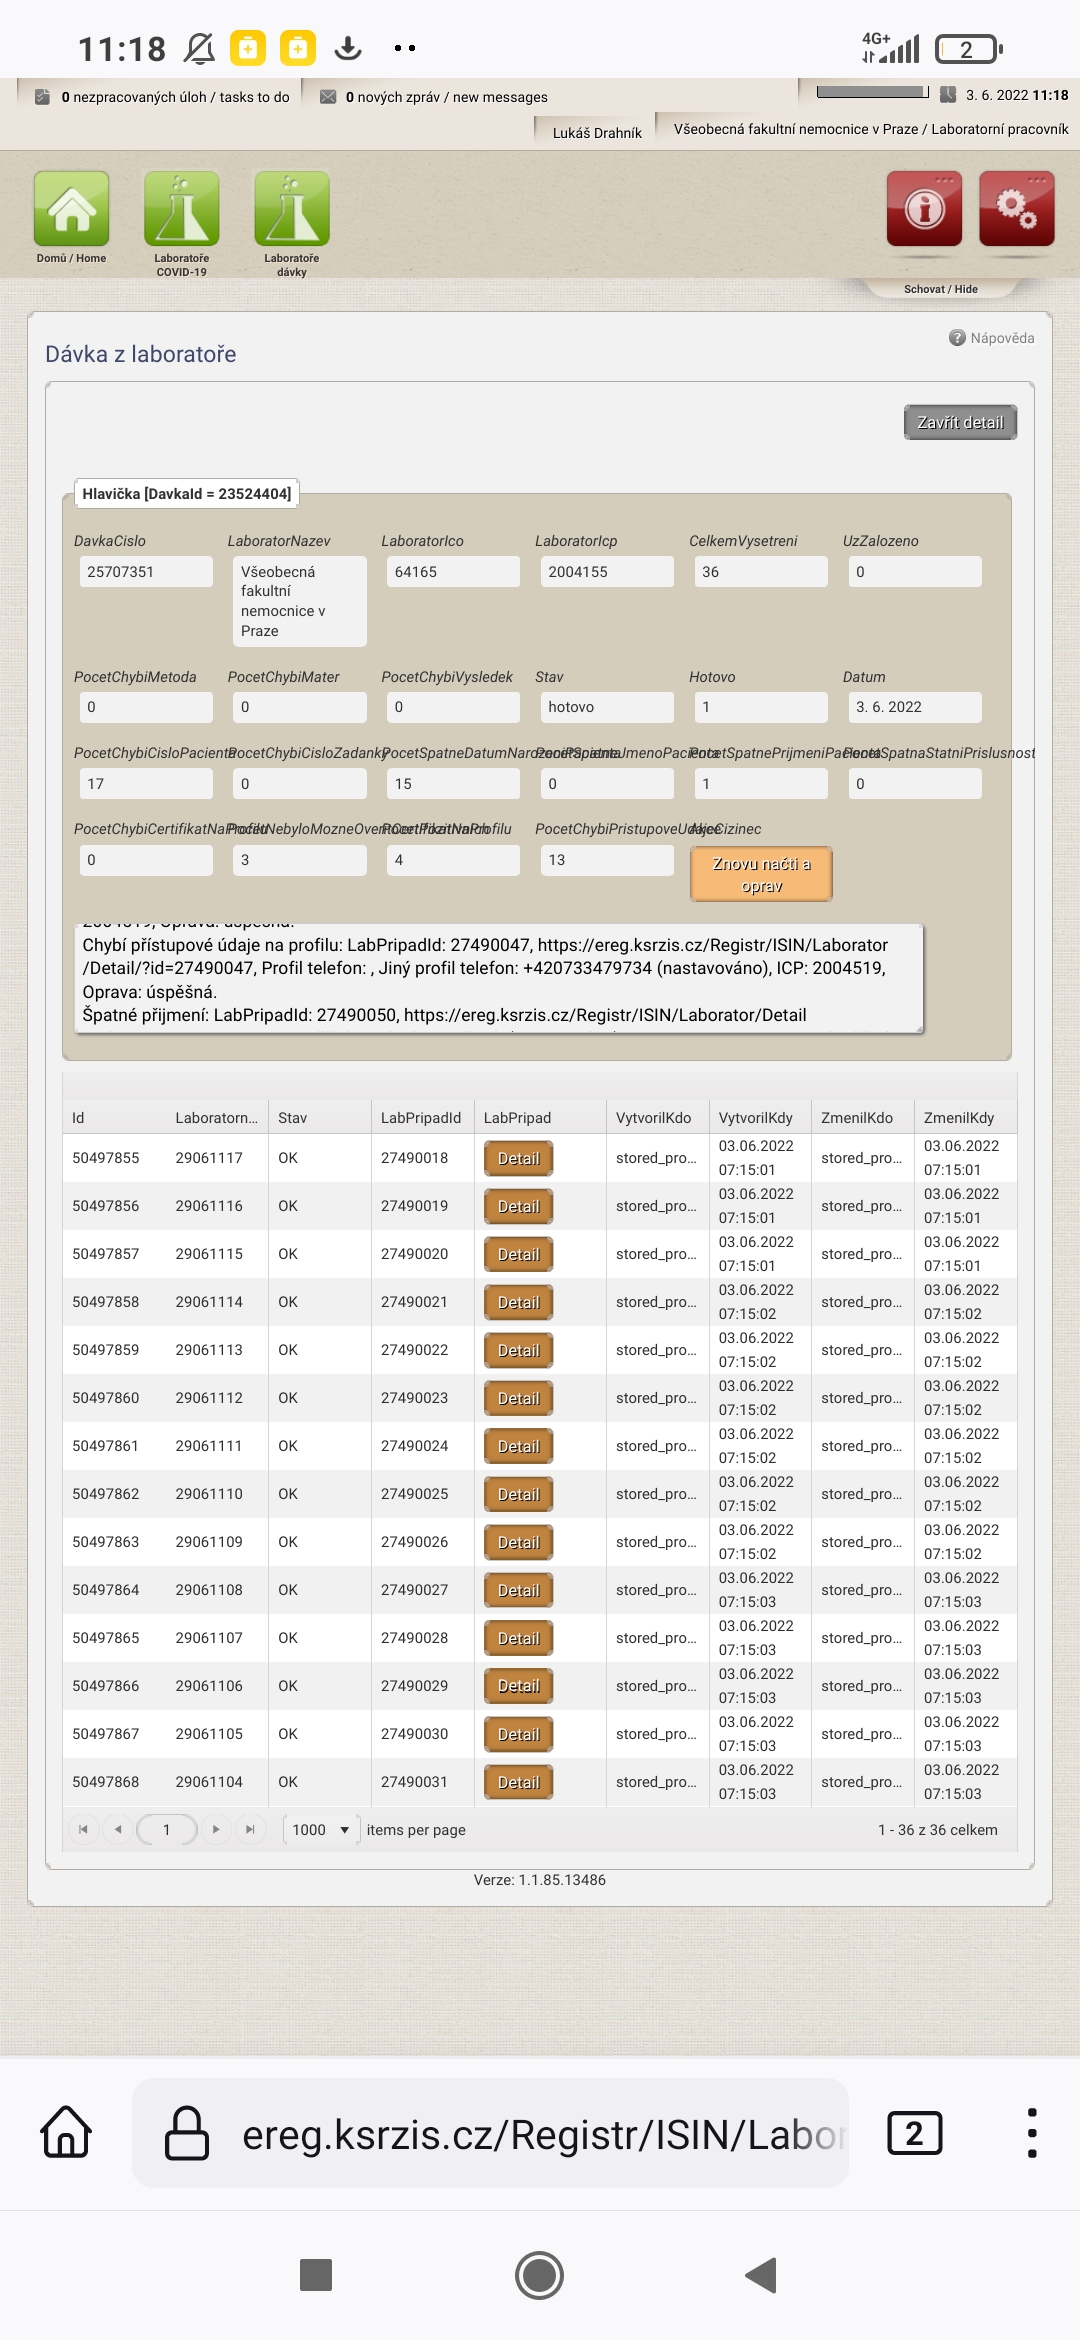 11:18
4G+
2
0 nezpracovaných úloh / tasks to do
0 nových zpráv / new messages
3. 6. 2022 11:18
Lukáš Drahník
Všeobecná fakultní nemocnice v Praze / Laboratorní pracovník
Domů / Home
Laboratoře COVID-19
Laboratoře dávky
Schovat / Hide
Nápověda
Dávka z laboratoře
Zavřít detail
Hlavička [DavkaId = 23524404]
DavkaCislo LaboratorNazev LaboratorIco LaboratorIcp CelkemVysetreni UzZalozeno
25707351 Všeobecná fakultní nemocnice v Praze 64165 2004155 36 0
PocetChybiMetoda PocetChybiMater PocetChybiVysledek Stav Hotovo Datum
0 0 0 hotovo 1 3. 6. 2022
PocetChybiCisloPacienta PocetChybiCisloZadanky
17 0 15 0 1 0
0 3 4 13
Znovu načti a oprav
Chybí přístupové údaje na profilu: LabPripadId: 27490047, https://ereg.ksrzis.cz/Registr/ISIN/Laborator
/Detail/?id=27490047, Profil telefon: , Jiný profil telefon: +420733479734 (nastavováno), ICP: 2004519,
Oprava: úspěšná.
Špatné přijmení: LabPripadId: 27490050, https://ereg.ksrzis.cz/Registr/ISIN/Laborator/Detail
Id Laboratorn... Stav LabPripadId LabPripad VytvorilKdo VytvorilKdy ZmenilKdo ZmenilKdy
50497855 29061117 OK 27490018 Detail stored_pro... 03.06.2022 07:15:01 stored_pro... 03.06.2022 07:15:01
50497856 29061116 OK 27490019 Detail stored_pro... 03.06.2022 07:15:01 stored_pro... 03.06.2022 07:15:01
50497857 29061115 OK 27490020 Detail stored_pro... 03.06.2022 07:15:01 stored_pro... 03.06.2022 07:15:01
50497858 29061114 OK 27490021 Detail stored_pro... 03.06.2022 07:15:02 stored_pro... 03.06.2022 07:15:02
50497859 29061113 OK 27490022 Detail stored_pro... 03.06.2022 07:15:02 stored_pro... 03.06.2022 07:15:02
50497860 29061112 OK 27490023 Detail stored_pro... 03.06.2022 07:15:02 stored_pro... 03.06.2022 07:15:02
50497861 29061111 OK 27490024 Detail stored_pro... 03.06.2022 07:15:02 stored_pro... 03.06.2022 07:15:02
50497862 29061110 OK 27490025 Detail stored_pro... 03.06.2022 07:15:02 stored_pro... 03.06.2022 07:15:02
50497863 29061109 OK 27490026 Detail stored_pro... 03.06.2022 07:15:02 stored_pro... 03.06.2022 07:15:02
50497864 29061108 OK 27490027 Detail stored_pro... 03.06.2022 07:15:03 stored_pro... 03.06.2022 07:15:03
50497865 29061107 OK 27490028 Detail stored_pro... 03.06.2022 07:15:03 stored_pro... 03.06.2022 07:15:03
50497866 29061106 OK 27490029 Detail stored_pro... 03.06.2022 07:15:03 stored_pro... 03.06.2022 07:15:03
50497867 29061105 OK 27490030 Detail stored_pro... 03.06.2022 07:15:03 stored_pro... 03.06.2022 07:15:03
50497868 29061104 OK 27490031 Detail stored_pro... 03.06.2022 07:15:03 stored_pro... 03.06.2022 07:15:03
1 1000 items per page 1 - 36 z 36 celkem
Verze: 1.1.85.13486
ereg.ksrzis.cz/Registr/ISIN/Labor
2